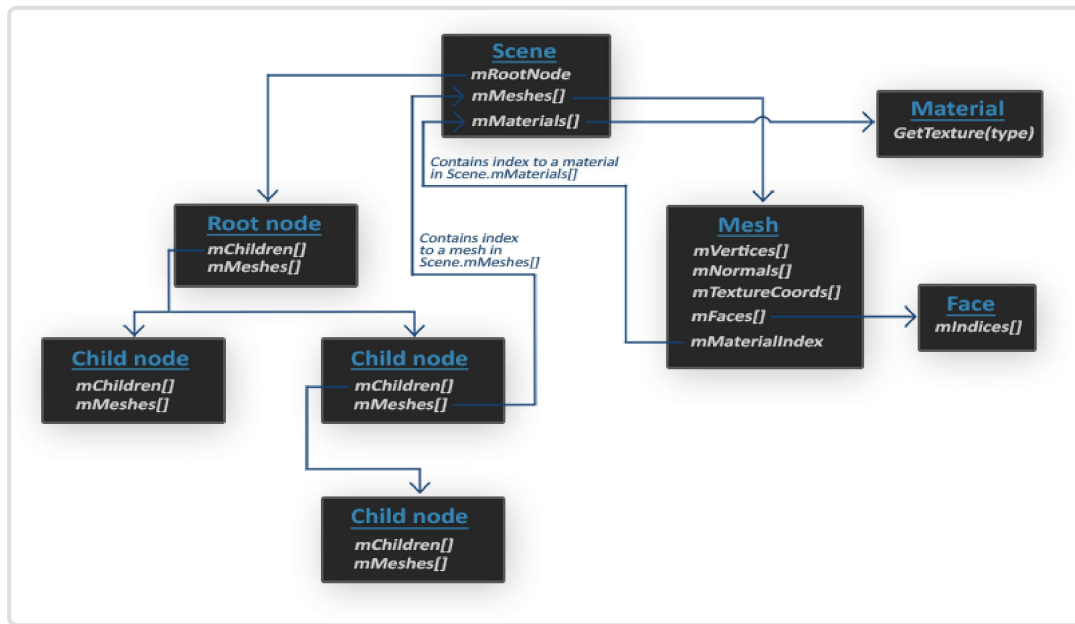 Scene
mRootNode
mMeshes[]
mMaterials[]
Material
GetTexture(type)
Contains index to a material
in Scene.mMaterials[]
Root node
mChildren[]
mMeshes[]
Contains index
to a mesh in
Scene.mMeshes[]
Mesh
mVertices[]
mNormals[]
mTextureCoords[]
mFaces[]
mMaterialIndex
Face
mIndices[]
Child node
mChildren[]
mMeshes[]
Child node
mChildren[]
mMeshes[]
Child node
mChildren[]
mMeshes[]